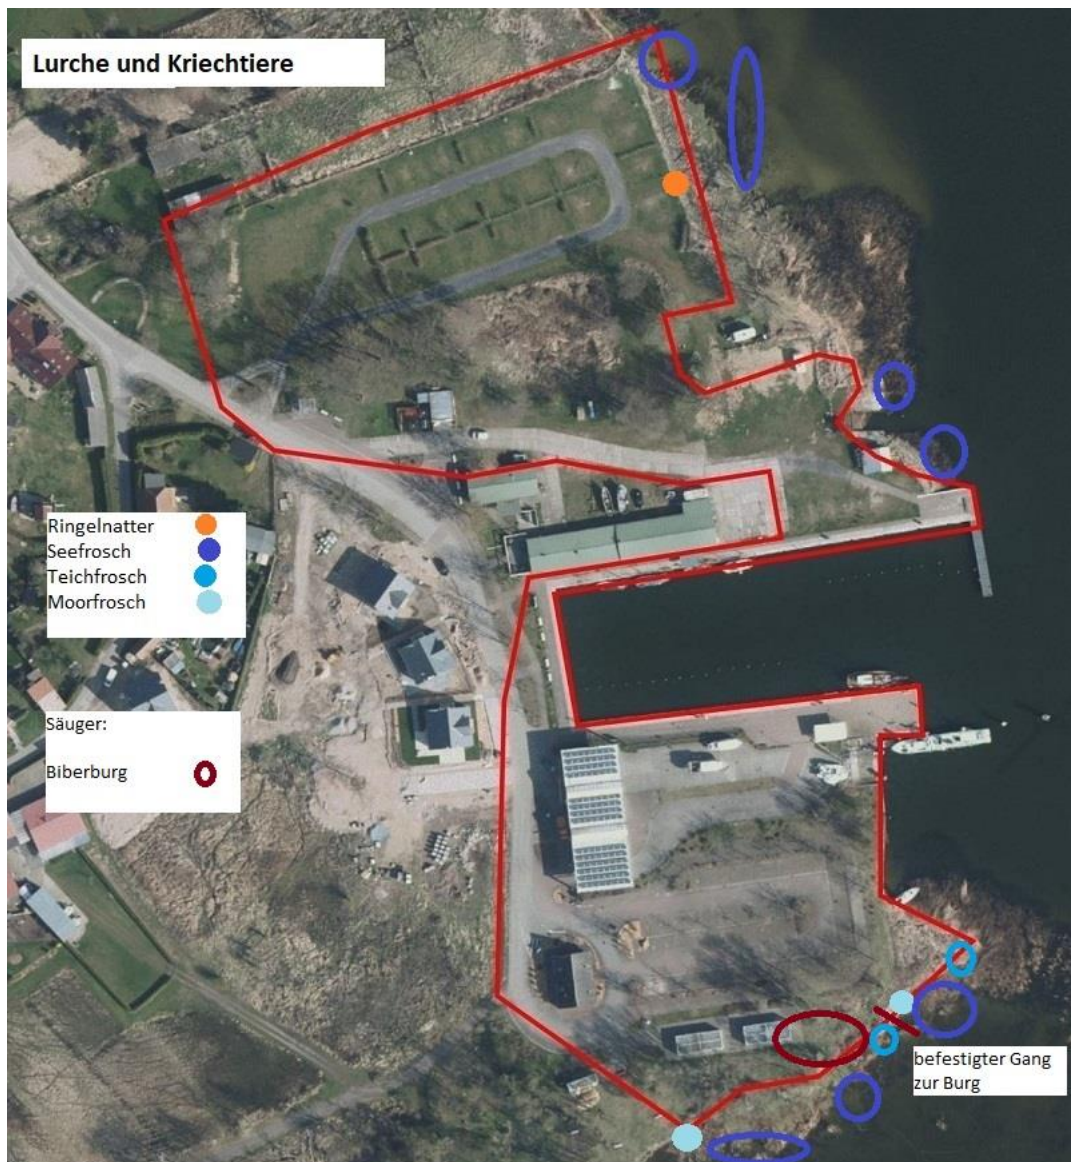 Lurche und Kriechtiere
Ringelnatter
Seefrosch
Teichfrosch
Moorfrosch
Säuger:
Biberburg
befestigter Gang
zur Burg